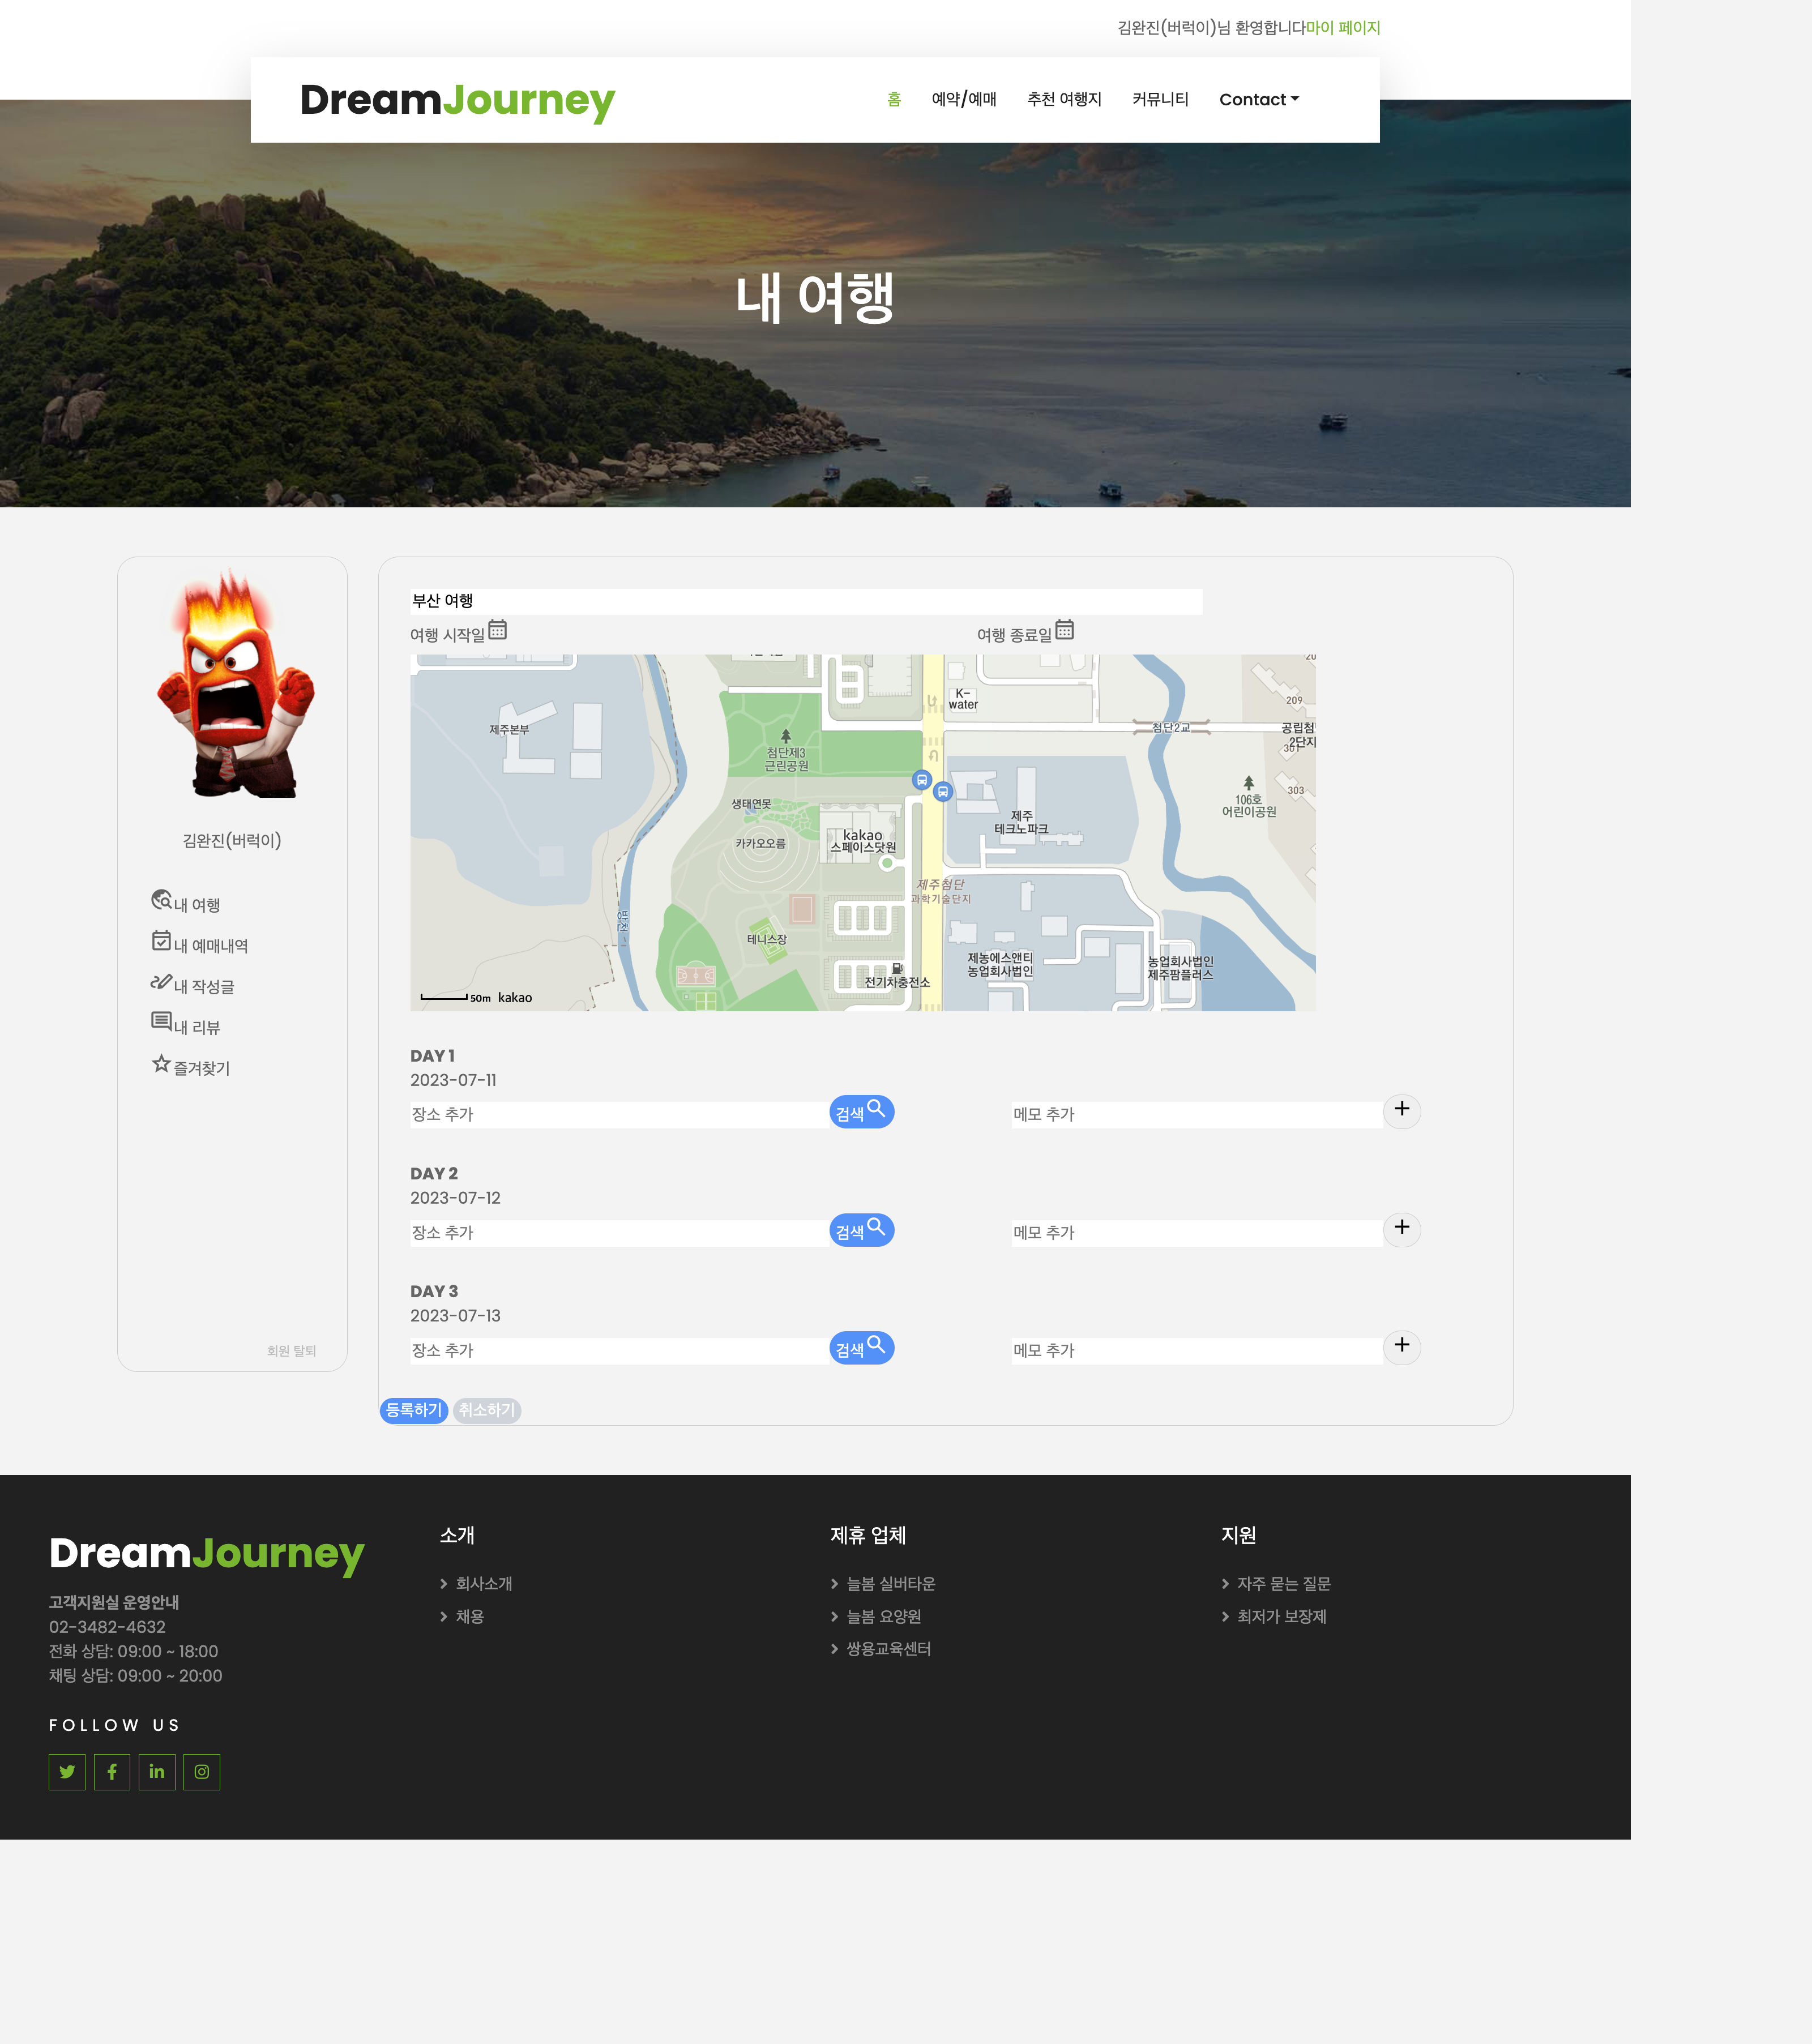 김완진(버럭이)님 환영합니다마이 페이지
DreamJourney
홈 예약/예매 추천 여행지 커뮤니티 Contact
내 여행
김완진(버럭이)
내 여행
내 예매내역
내 작성글
내 리뷰
즐겨찾기
회원 탈퇴
부산 여행
여행 시작일 여행 종료일
K-
water
209
제주본부
첨단2교
공립첨
2단지
301
첨단제3
근린공원
303
106호
어린이공원
생태연못
제주
테크노파크
카카오오름
kakao
스페이스닷원
제주첨단
과학기술단지
방천
테니스장
제농에스앤티
농업회사법인
농업회사법인
제주팜플러스
전기차충전소
50m kakao
DAY 1
2023-07-11
장소 추가 검색 메모 추가
DAY 2
2023-07-12
장소 추가 검색 메모 추가
DAY 3
2023-07-13
장소 추가 검색 메모 추가
등록하기 취소하기
DreamJourney
고객지원실 운영안내
02-3482-4632
전화 상담: 09:00 ~ 18:00
채팅 상담: 09:00 ~ 20:00
FOLLOW US
소개
회사소개
채용
제휴 업체
늘봄 실버타운
늘봄 요양원
쌍용교육센터
지원
자주 묻는 질문
최저가 보장제